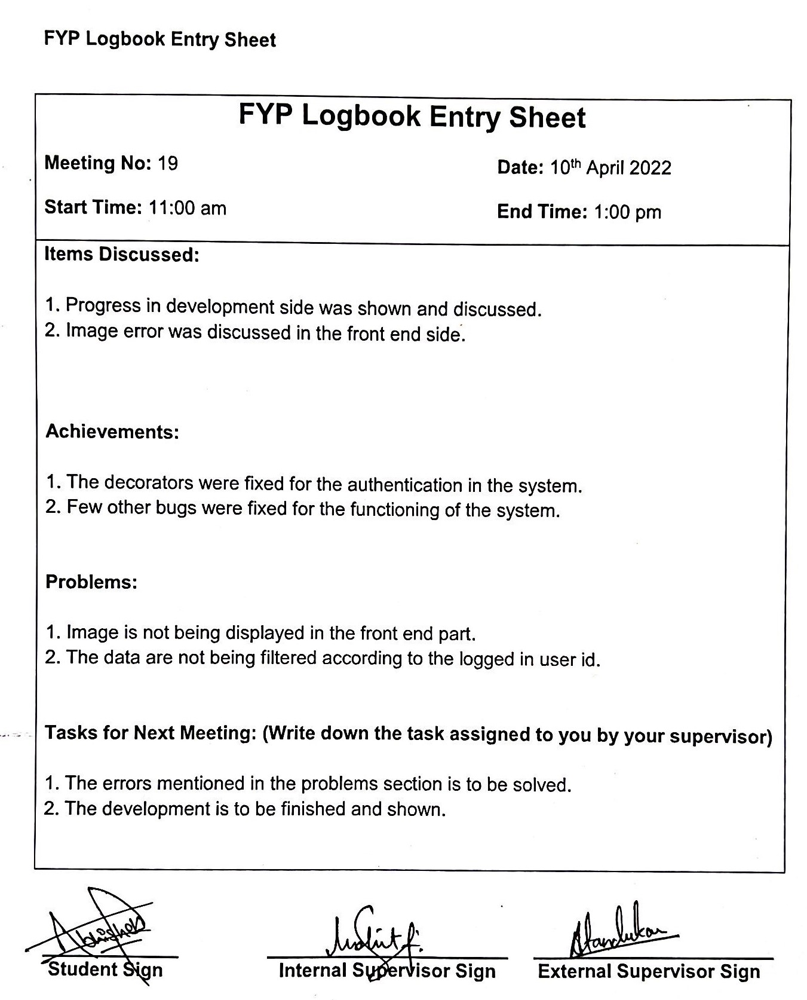 FYP Logbook Entry Sheet
FYP Logbook Entry Sheet
Meeting No: 19
Date: 10th April 2022
Start Time: 11:00 am
End Time: 1:00 pm
Items Discussed:
1. Progress in development side was shown and discussed.
2. Image error was discussed in the front end side.
Achievements:
1. The decorators were fixed for the authentication in the system.
2. Few other bugs were fixed for the functioning of the system.
Problems:
1. Image is not being displayed in the front end part.
2. The data are not being filtered according to the logged in user id.
Tasks for Next Meeting: (Write down the task assigned to you by your supervisor)
1. The errors mentioned in the problems section is to be solved.
2. The development is to be finished and shown.
Abhishek
Student Sign
Internal Supervisor Sign
External Supervisor Sign